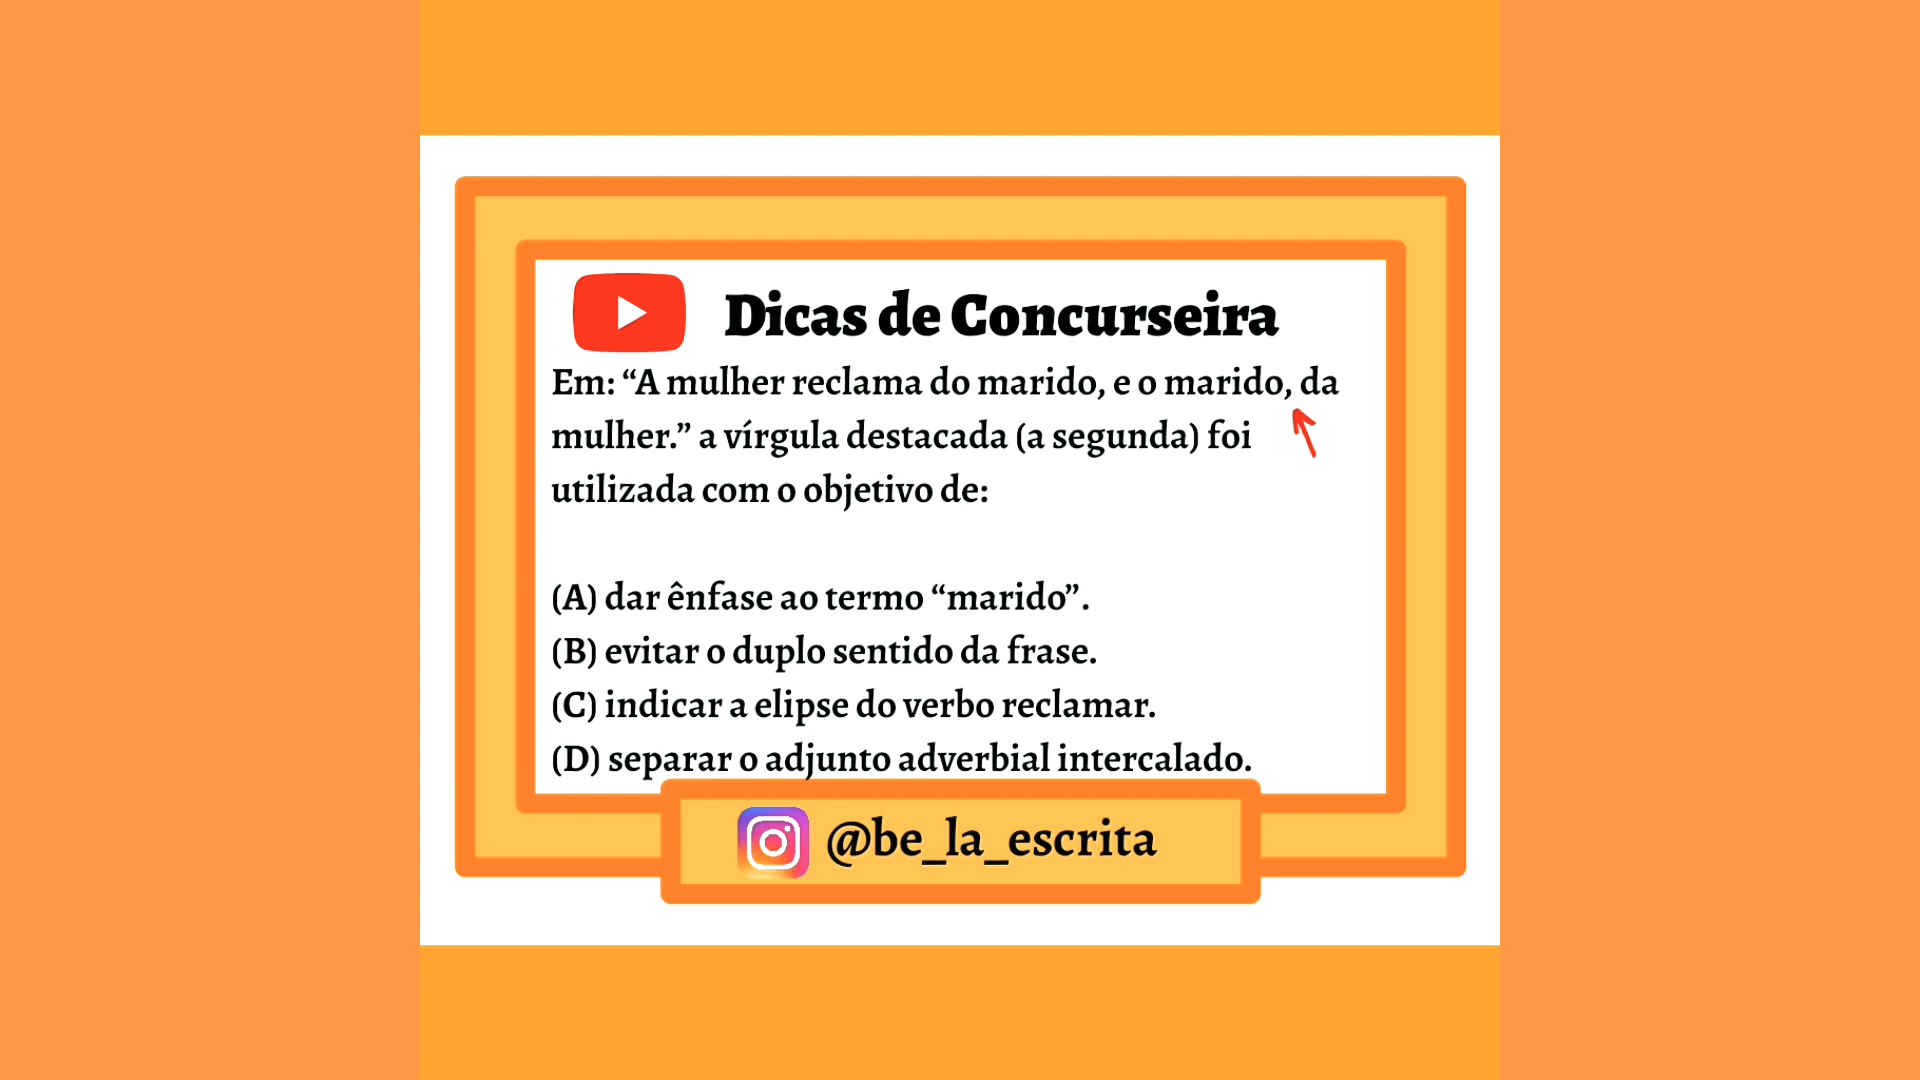 Dicas de Concurseira
Em: “A mulher reclama do marido, e o marido, da
mulher.” a vírgula destacada (a segunda) foi
utilizada com o objetivo de:
(A) dar ênfase ao termo “marido”.
(B) evitar o duplo sentido da frase.
(C) indicar a elipse do verbo reclamar.
(D) separar o adjunto adverbial intercalado.
@be_la_escrita